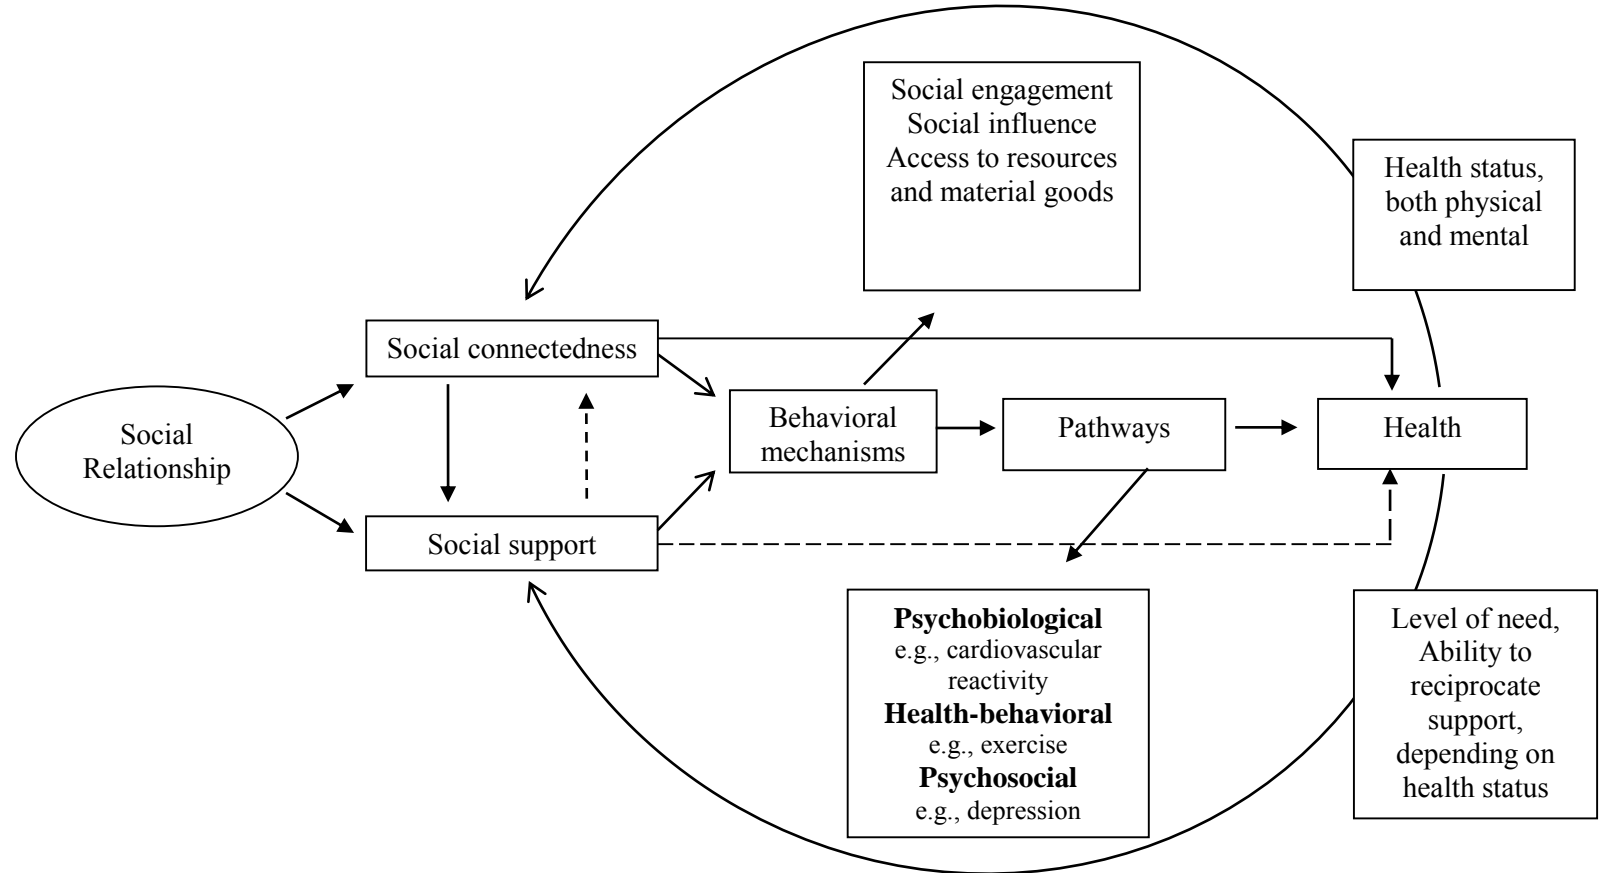 Social engagement
Social influence
Access to resources
and material goods
Health status,
both physical
and mental
Social connectedness
Social
Relationship
Behavioral
mechanisms
Pathways
Health
Social support
Psychobiological
e.g., cardiovascular
reactivity
Health-behavioral
e.g., exercise
Psychosocial
e.g., depression
Level of need,
Ability to
reciprocate
support,
depending on
health status